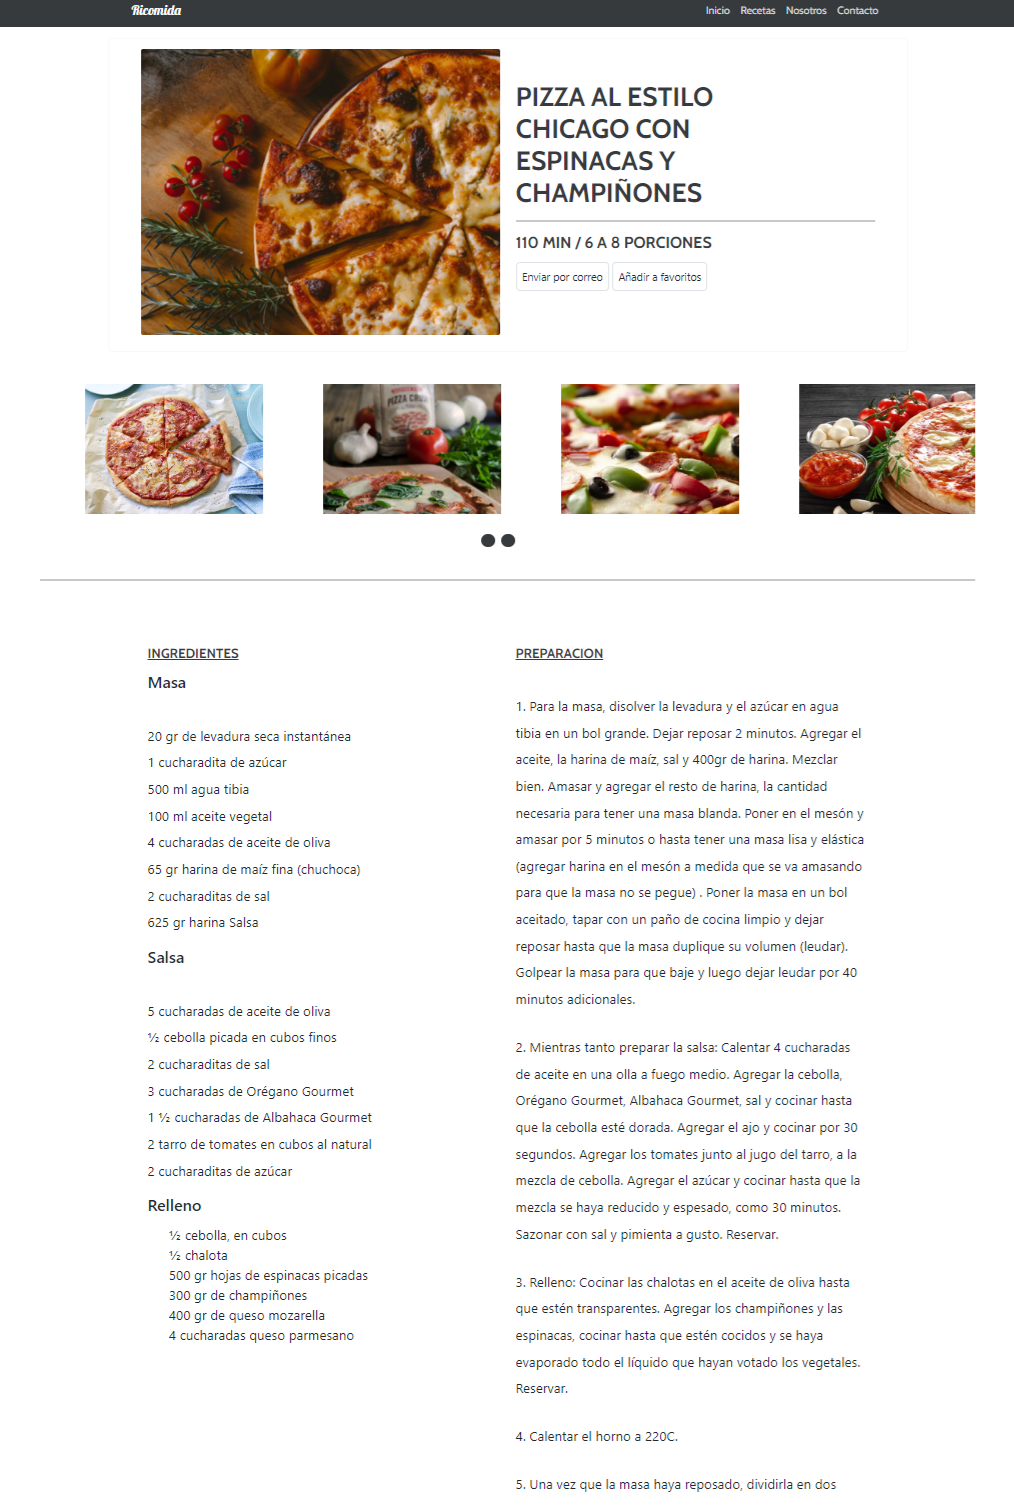 Ricomida
Inicio Recetas Nosotros Contacto
PIZZA AL ESTILO
CHICAGO CON
ESPINACAS Y
CHAMPIÑONES
110 MIN / 6 A 8 PORCIONES
Enviar por correo Añadir a favoritos
PIZZA
INGREDIENTES
Masa
20 gr de levadura seca instantánea
1 cucharadita de azúcar
500 ml agua tibia
100 ml aceite vegetal
4 cucharadas de aceite de oliva
65 gr harina de maíz fina (chuchoca)
2 cucharaditas de sal
625 gr harina Salsa
Salsa
5 cucharadas de aceite de oliva
½ cebolla picada en cubos finos
2 cucharaditas de sal
3 cucharadas de Orégano Gourmet
1 ½ cucharadas de Albahaca Gourmet
2 tarro de tomates en cubos al natural
2 cucharaditas de azúcar
Relleno
½ cebolla, en cubos
½ chalota
500 gr hojas de espinacas picadas
300 gr de champiñones
400 gr de queso mozarella
4 cucharadas queso parmesano
PREPARACION
1. Para la masa, disolver la levadura y el azúcar en agua
tibia en un bol grande. Dejar reposar 2 minutos. Agregar el
aceite, la harina de maíz, sal y 400gr de harina. Mezclar
bien. Amasar y agregar el resto de harina, la cantidad
necesaria para tener una masa blanda. Poner en el mesón y
amasar por 5 minutos o hasta tener una masa lisa y elástica
(agregar harina en el mesón a medida que se va amasando
para que la masa no se pegue) . Poner la masa en un bol
aceitado, tapar con un paño de cocina limpio y dejar
reposar hasta que la masa duplique su volumen (leudar).
Golpear la masa para que baje y luego dejar leudar por 40
minutos adicionales.
2. Mientras tanto preparar la salsa: Calentar 4 cucharadas
de aceite en una olla a fuego medio. Agregar la cebolla,
Orégano Gourmet, Albahaca Gourmet, sal y cocinar hasta
que la cebolla esté dorada. Agregar el ajo y cocinar por 30
segundos. Agregar los tomates junto al jugo del tarro, a la
mezcla de cebolla. Agregar el azúcar y cocinar hasta que la
mezcla se haya reducido y espesado, como 30 minutos.
Sazonar con sal y pimienta a gusto. Reservar.
3. Relleno: Cocinar las chalotas en el aceite de oliva hasta
que estén transparentes. Agregar los champiñones y las
espinacas, cocinar hasta que estén cocidos y se haya
evaporado todo el líquido que hayan votado los vegetales.
Reservar.
4. Calentar el horno a 220C.
5. Una vez que la masa haya reposado, dividirla en dos